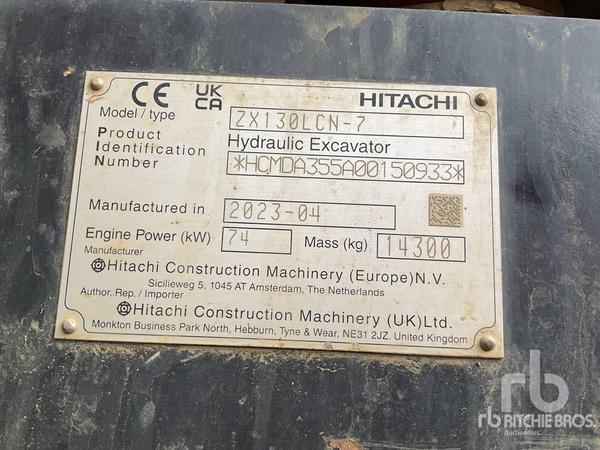 CE UK CA HITACHI
Model / type ZX130LCN-7
Product Hydraulic Excavator
Identification
Number *HCMDA355A00150933*
Manufactured in 2023-04
Engine Power (kW) 74 Mass (kg) 14300
Manufacturer
Hitachi Construction Machinery (Europe)N.V.
Sicilieweg 5, 1045 AT Amsterdam, The Netherlands
Author. Rep. / Importer
Hitachi Construction Machinery (UK)Ltd.
Monkton Business Park North, Hebburn, Tyne & Wear, NE31 2JZ. United Kingdom
rb
rb RITCHIE BROS.
Auctioneers